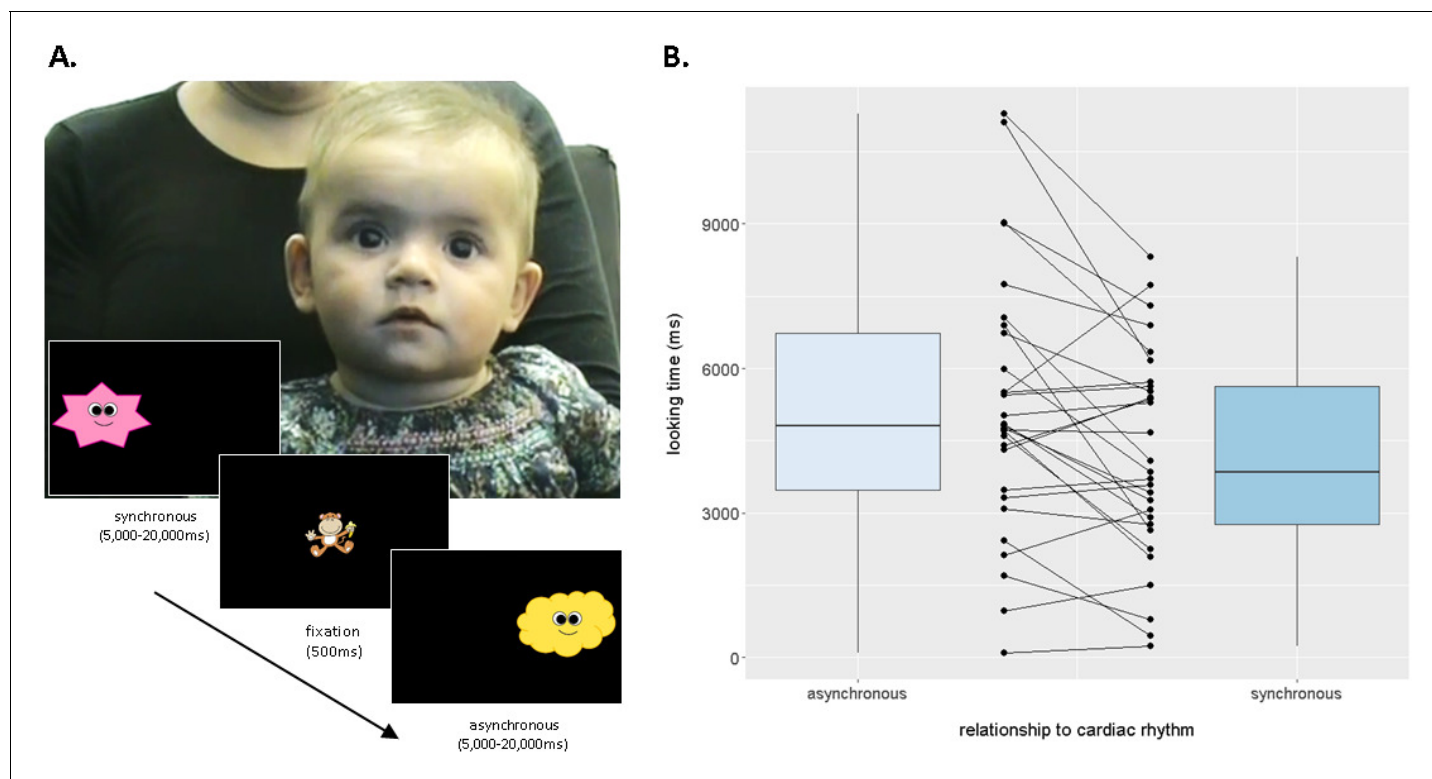 A.
synchronous
(5,000-20,000ms)
fixation
(500ms)
asynchronous
(5,000-20,000ms)
B.
looking time (ms)
9000
6000
3000
0
asynchronous
synchronous
relationship to cardiac rhythm